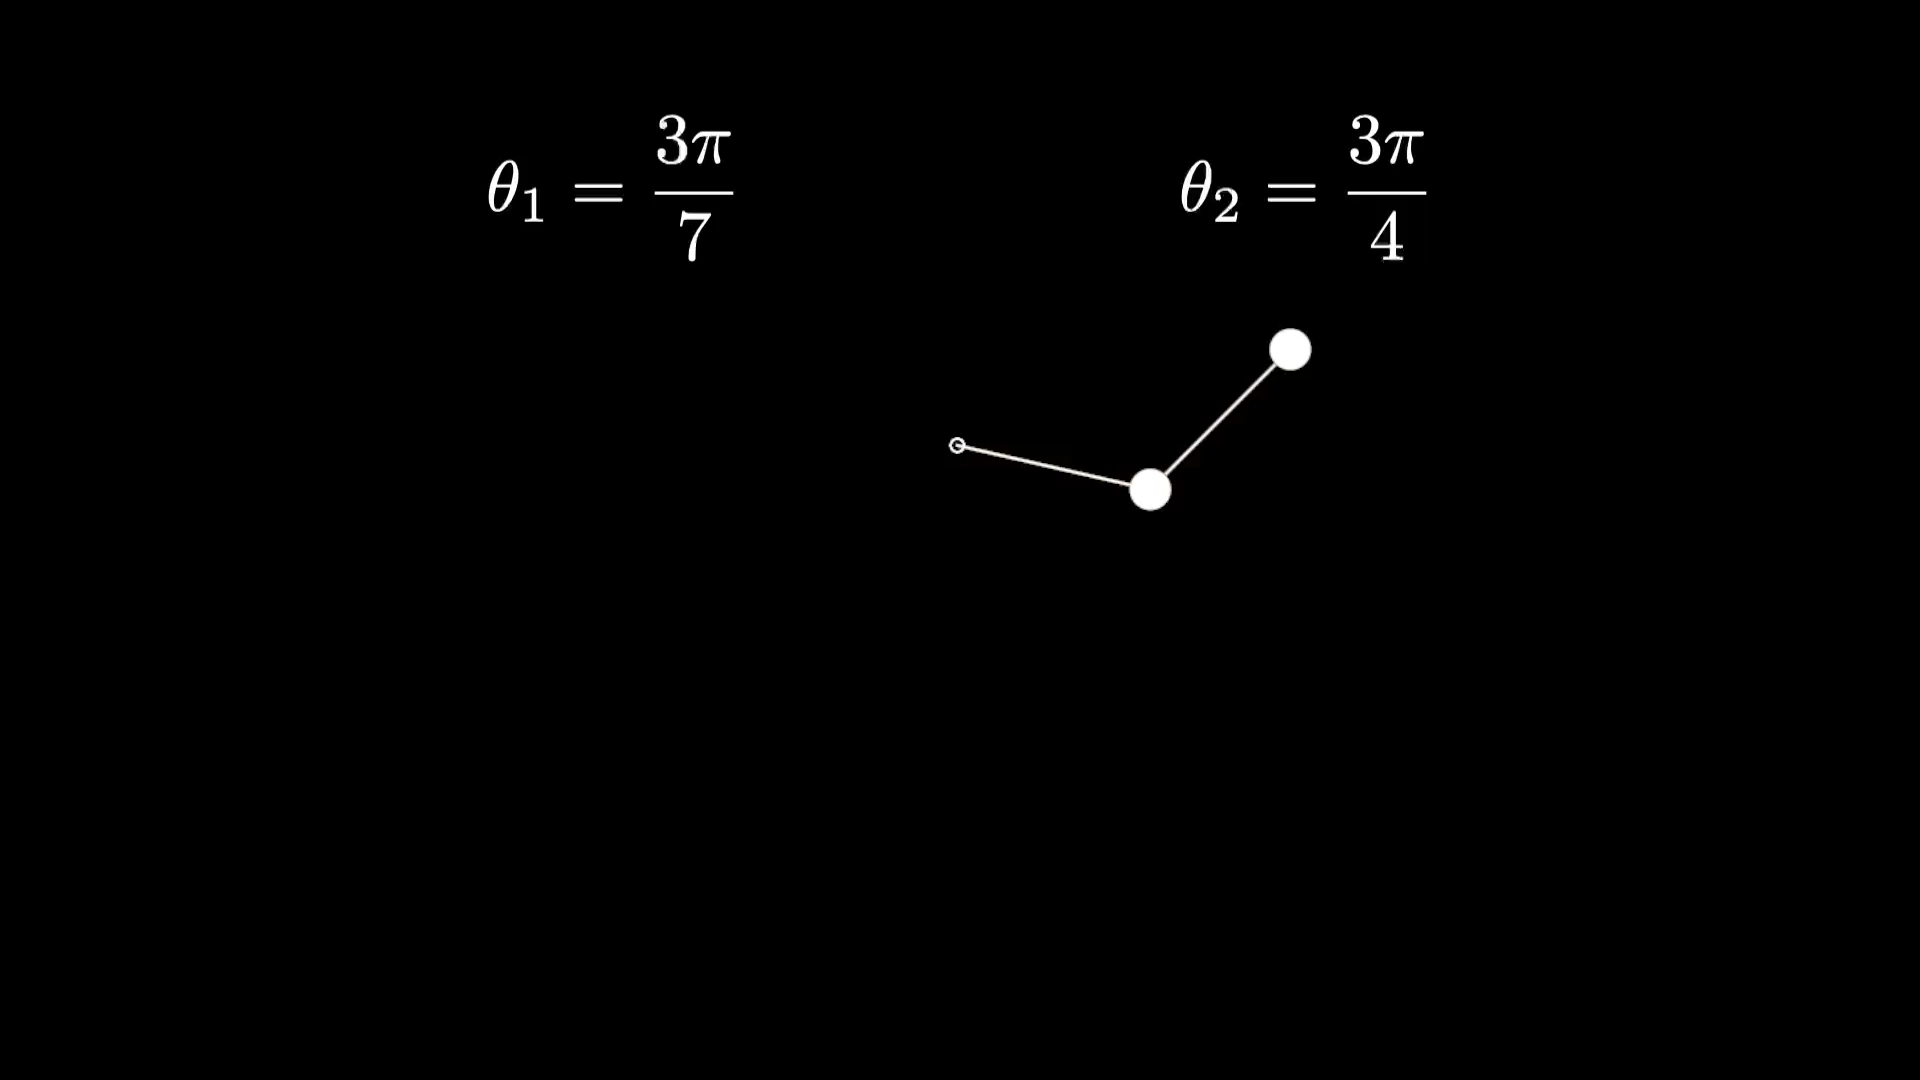 θ₁ = 3π/7
θ₂ = 3π/4